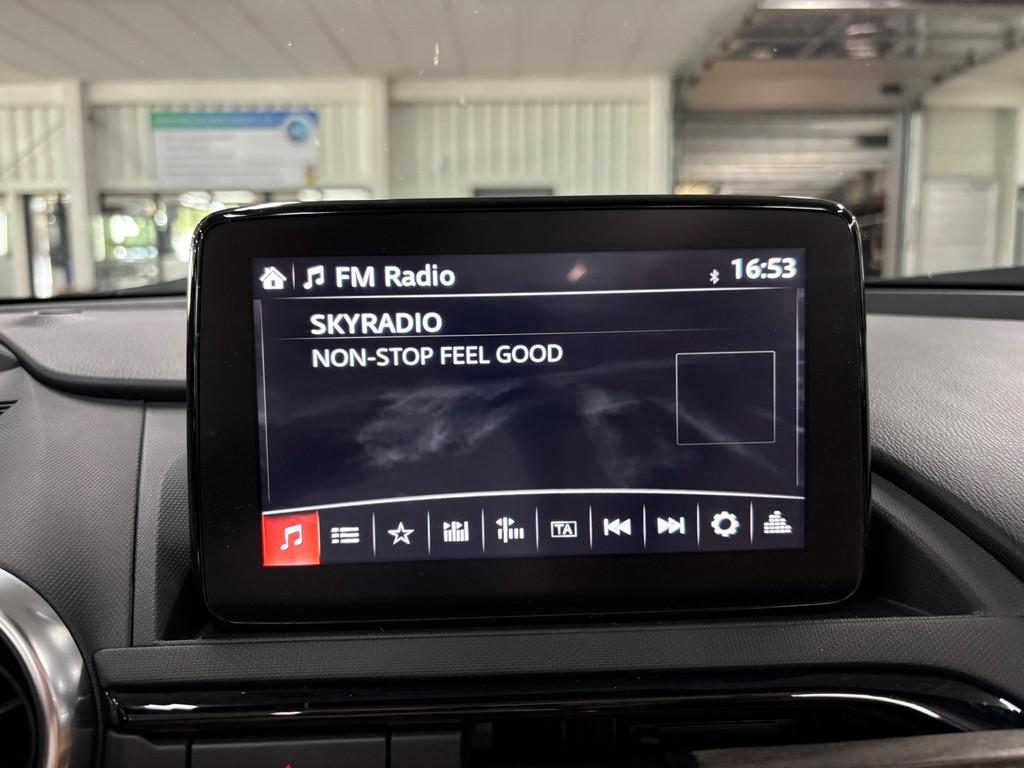 FM Radio
16:53
SKYRADIO
NON-STOP FEEL GOOD
TA